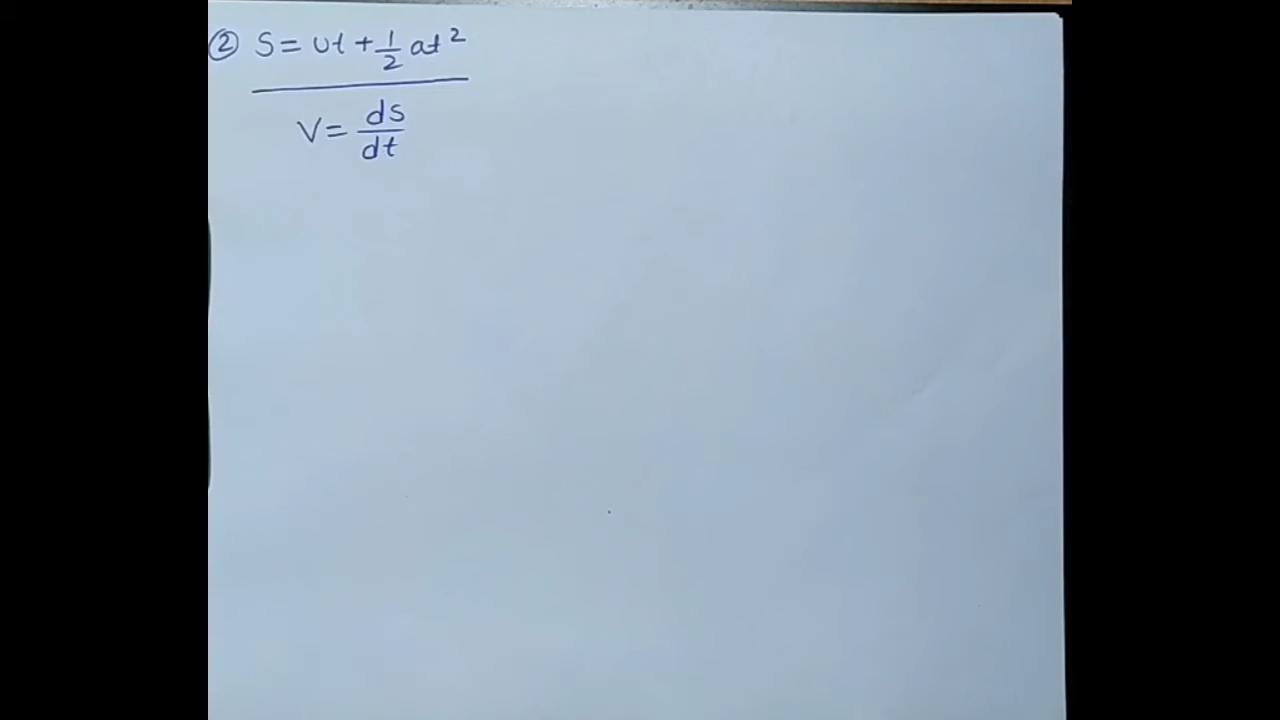 ② S = ut + 1/2 at²
V = ds/dt